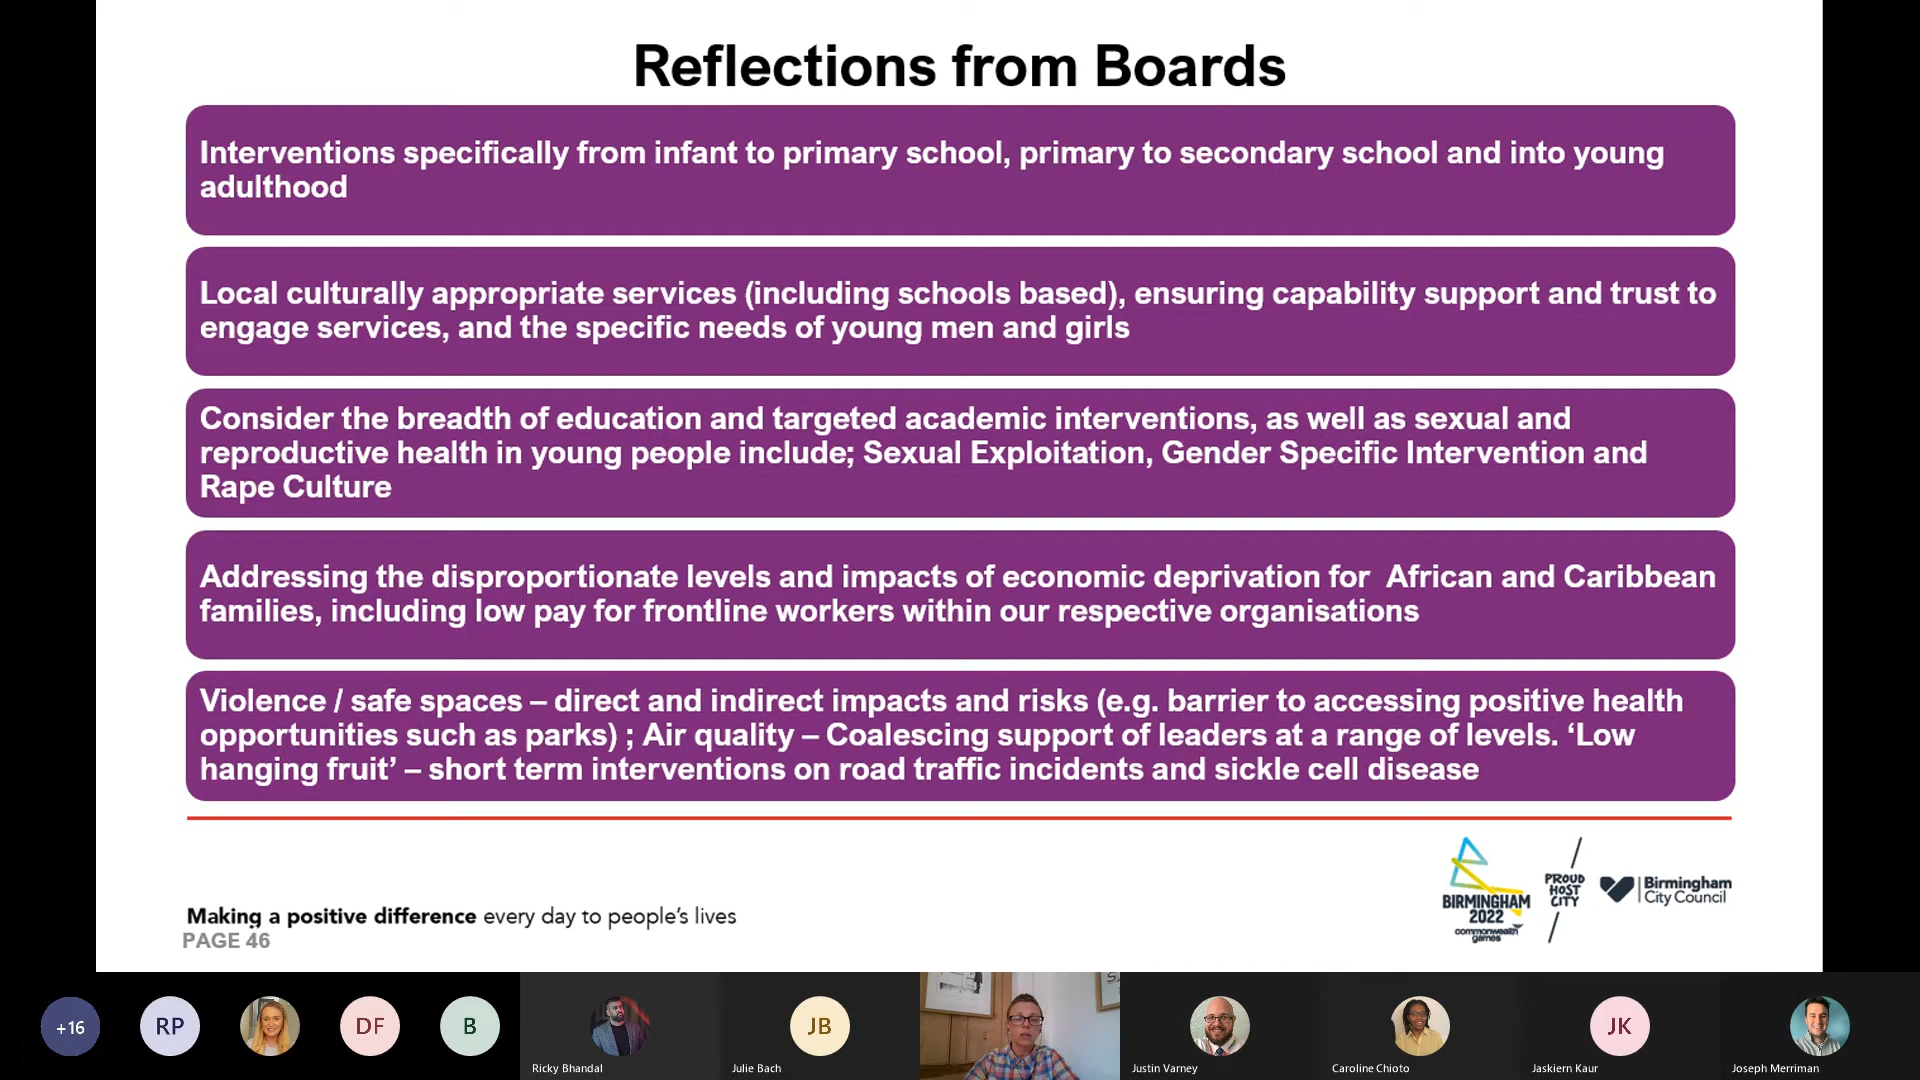 Reflections from Boards
Interventions specifically from infant to primary school, primary to secondary school and into young
adulthood
Local culturally appropriate services (including schools based), ensuring capability support and trust to
engage services, and the specific needs of young men and girls
Consider the breadth of education and targeted academic interventions, as well as sexual and
reproductive health in young people include; Sexual Exploitation, Gender Specific Intervention and
Rape Culture
Addressing the disproportionate levels and impacts of economic deprivation for  African and Caribbean
families, including low pay for frontline workers within our respective organisations
Violence / safe spaces – direct and indirect impacts and risks (e.g. barrier to accessing positive health
opportunities such as parks) ; Air quality – Coalescing support of leaders at a range of levels. ‘Low
hanging fruit’ – short term interventions on road traffic incidents and sickle cell disease
BIRMINGHAM
2022
commonwealth
games
PROUD
HOST
CITY
Birmingham
City Council
Making a positive difference every day to people’s lives
PAGE 46
+16
RP
DF
B
JB
JK
Ricky Bhandal
Julie Bach
Justin Varney
Caroline Chioto
Jaskiern Kaur
Joseph Merriman